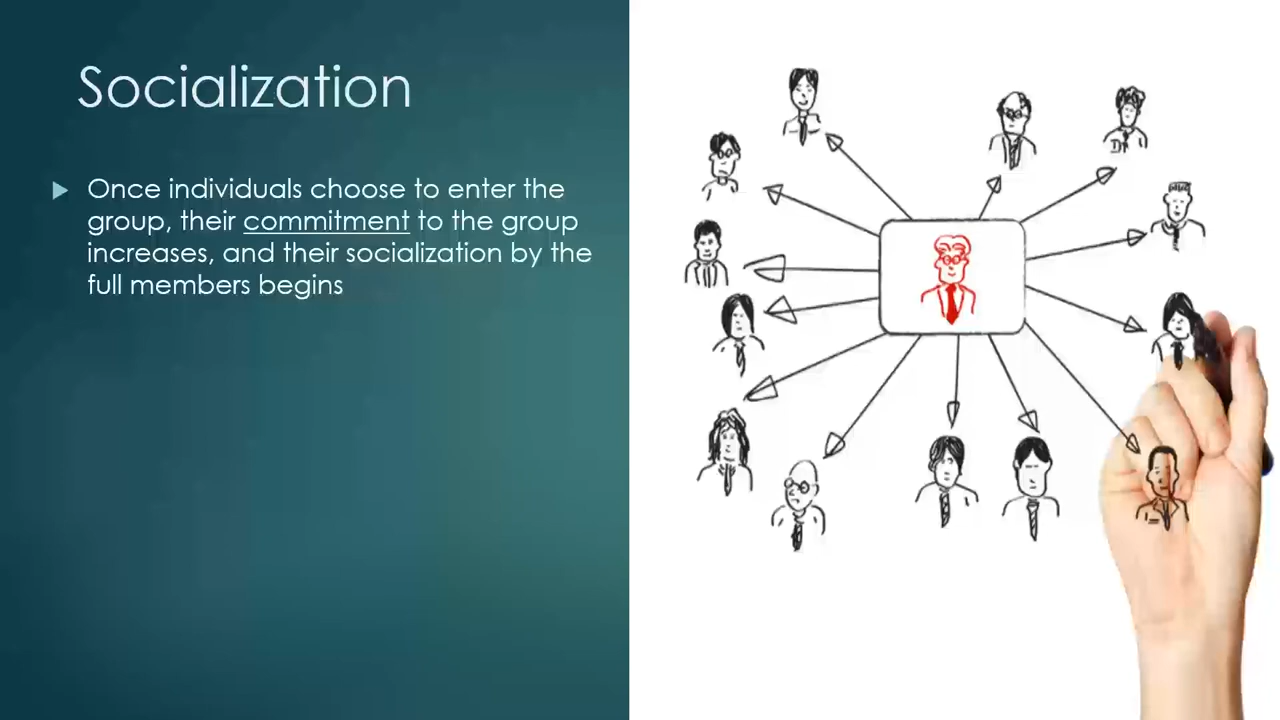 Socialization
Once individuals choose to enter the
group, their commitment to the group
increases, and their socialization by the
full members begins